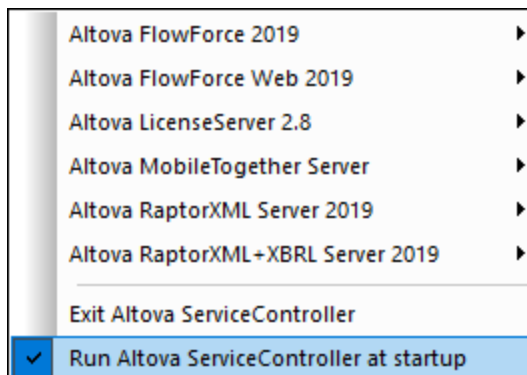 Altova FlowForce 2019
Altova FlowForce Web 2019
Altova LicenseServer 2.8
Altova MobileTogether Server
Altova RaptorXML Server 2019
Altova RaptorXML+XBRL Server 2019
Exit Altova ServiceController
Run Altova ServiceController at startup